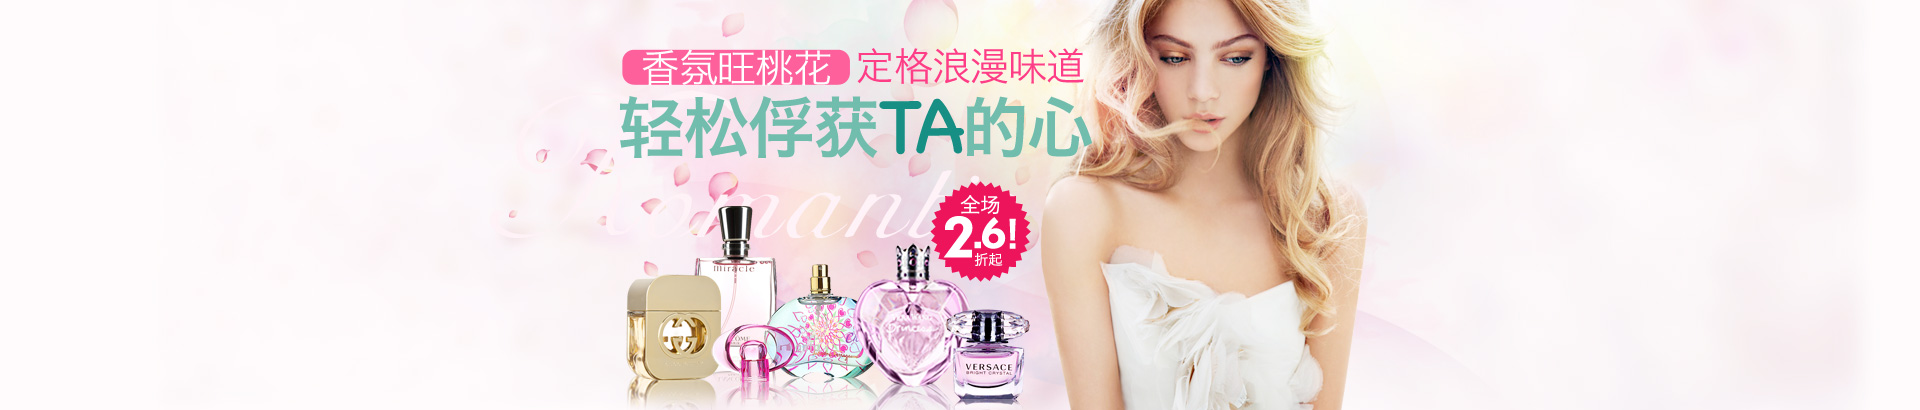 香氛旺桃花 定格浪漫味道
轻松俘获TA的心
全场
2.6!
折起
miracle
Princess
VERSACE
BRIGHT CRYSTAL